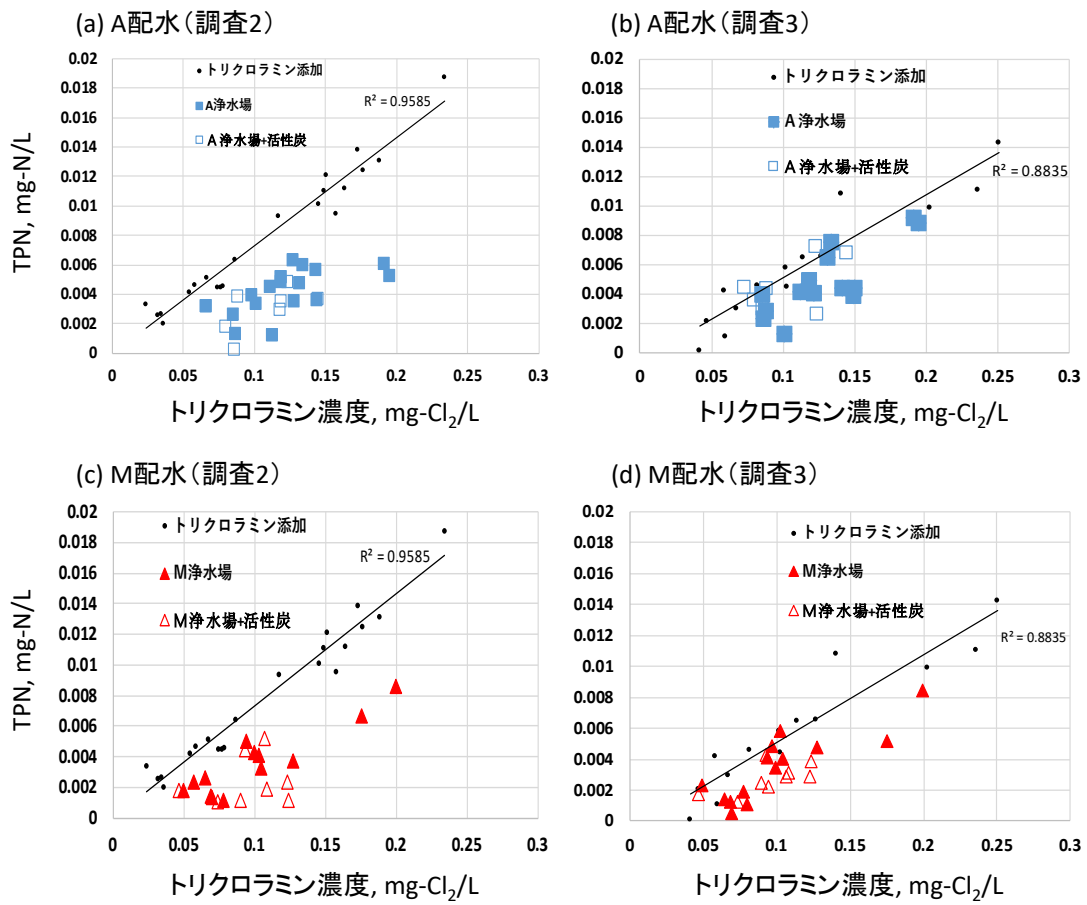 (a) A配水（調査2）
0.02
0.018
0.016
0.014
0.012
0.01
0.008
0.006
0.004
0.002
0
TPN, mg-N/L
トリクロラミン添加
A浄水場
A 浄水場+活性炭
R² = 0.9585
0 0.05 0.1 0.15 0.2 0.25 0.3
トリクロラミン濃度, mg-Cl₂/L
(b) A配水（調査3）
0.02
0.018
0.016
0.014
0.012
0.01
0.008
0.006
0.004
0.002
0
トリクロラミン添加
A 浄水場
A 浄水場+活性炭
R² = 0.8835
0 0.05 0.1 0.15 0.2 0.25 0.3
トリクロラミン濃度, mg-Cl₂/L
(c) M配水（調査2）
0.02
0.018
0.016
0.014
0.012
0.01
0.008
0.006
0.004
0.002
0
TPN, mg-N/L
トリクロラミン添加
M浄水場
M 浄水場+活性炭
R² = 0.9585
0 0.05 0.1 0.15 0.2 0.25 0.3
トリクロラミン濃度, mg-Cl₂/L
(d) M配水（調査3）
0.02
0.018
0.016
0.014
0.012
0.01
0.008
0.006
0.004
0.002
0
トリクロラミン添加
M浄水場
M 浄水場+活性炭
R² = 0.8835
0 0.05 0.1 0.15 0.2 0.25 0.3
トリクロラミン濃度, mg-Cl₂/L